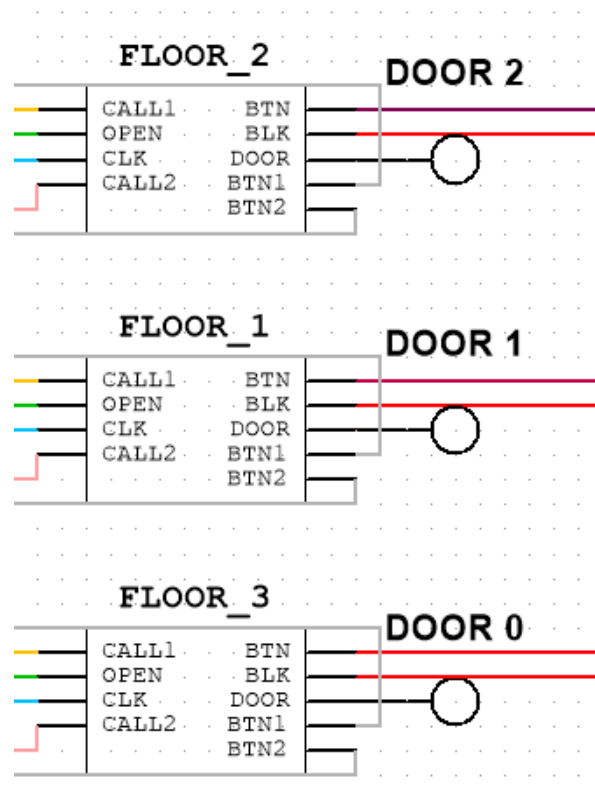 FLOOR_2
DOOR 2
CALL1 BTN
OPEN BLK
CLK DOOR
CALL2 BTN1
BTN2
FLOOR_1
DOOR 1
CALL1 BTN
OPEN BLK
CLK DOOR
CALL2 BTN1
BTN2
FLOOR_3
DOOR 0
CALL1 BTN
OPEN BLK
CLK DOOR
CALL2 BTN1
BTN2